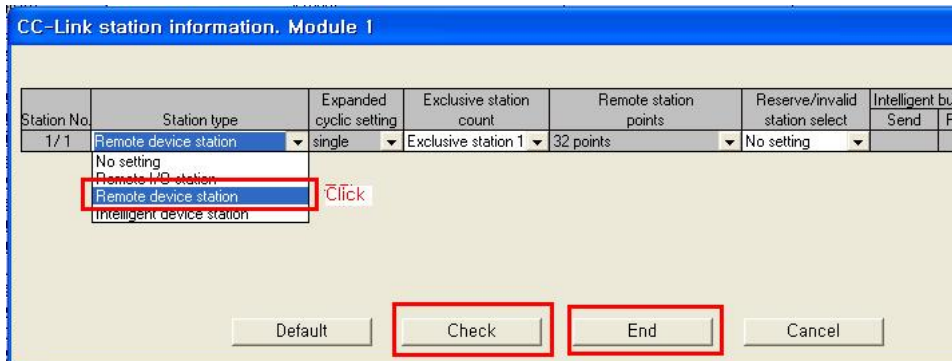 CC-Link station information. Module 1
Expanded Exclusive station Remote station Reserve/invalid Intelligent
Station No. Station type cyclic setting count points station select Send
1/1 Remote device station single Exclusive station 1 32 points No setting
No setting
Remote I/O station
Remote device station Click
Intelligent device station
Default Check End Cancel